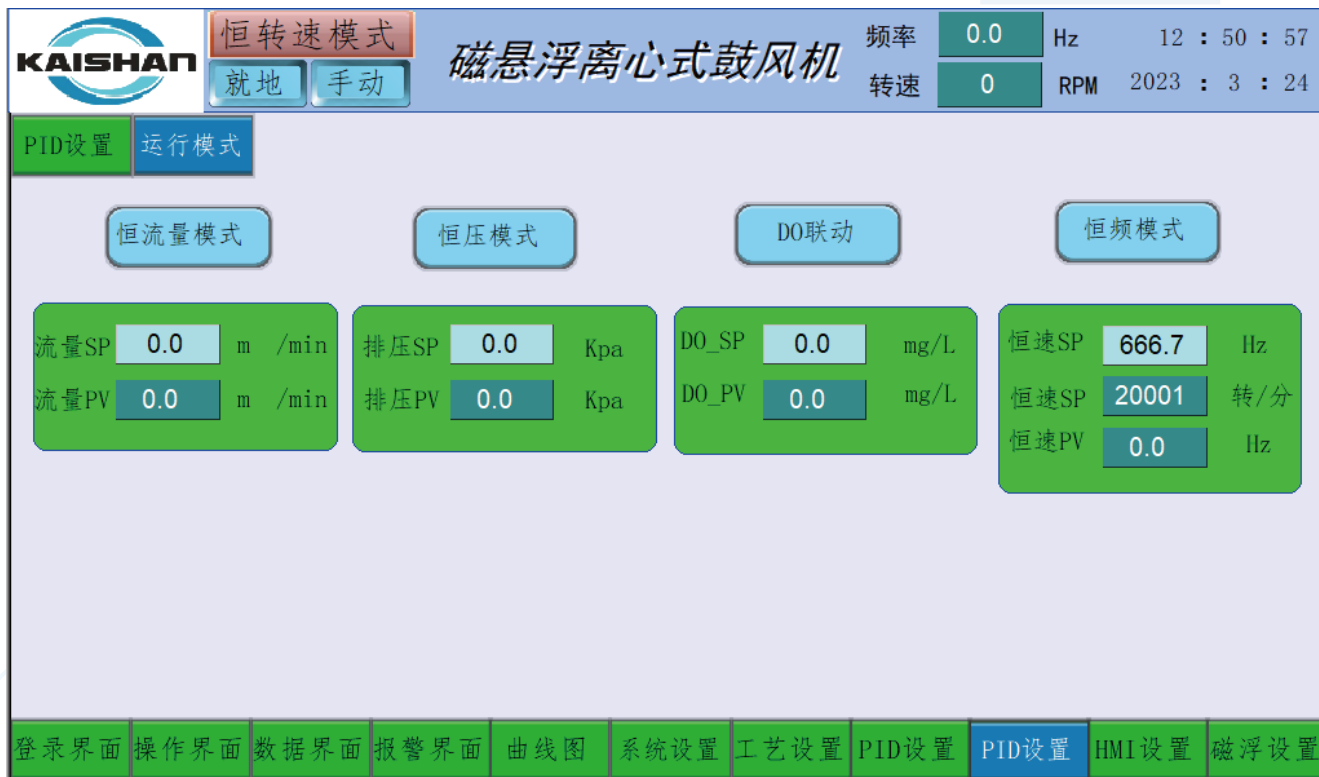 KAISHAN
恒转速模式
就地 手动
磁悬浮离心式鼓风机
频率 0.0 Hz 12 : 50 : 57
转速 0 RPM 2023 : 3 : 24
PID设置 运行模式
恒流量模式 恒压模式 DO联动 恒频模式
流量SP 0.0 m /min 排压SP 0.0 Kpa DO_SP 0.0 mg/L 恒速SP 666.7 Hz
流量PV 0.0 m /min 排压PV 0.0 Kpa DO_PV 0.0 mg/L 恒速SP 20001 转/分
恒速PV 0.0 Hz
登录界面 操作界面 数据界面 报警界面 曲线图 系统设置 工艺设置 PID设置 PID设置 HMI设置 磁浮设置